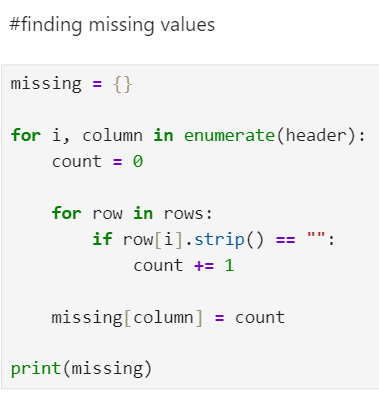 #finding missing values
missing = {}
for i, column in enumerate(header):
    count = 0
    for row in rows:
        if row[i].strip() == "":
            count += 1
    missing[column] = count
print(missing)